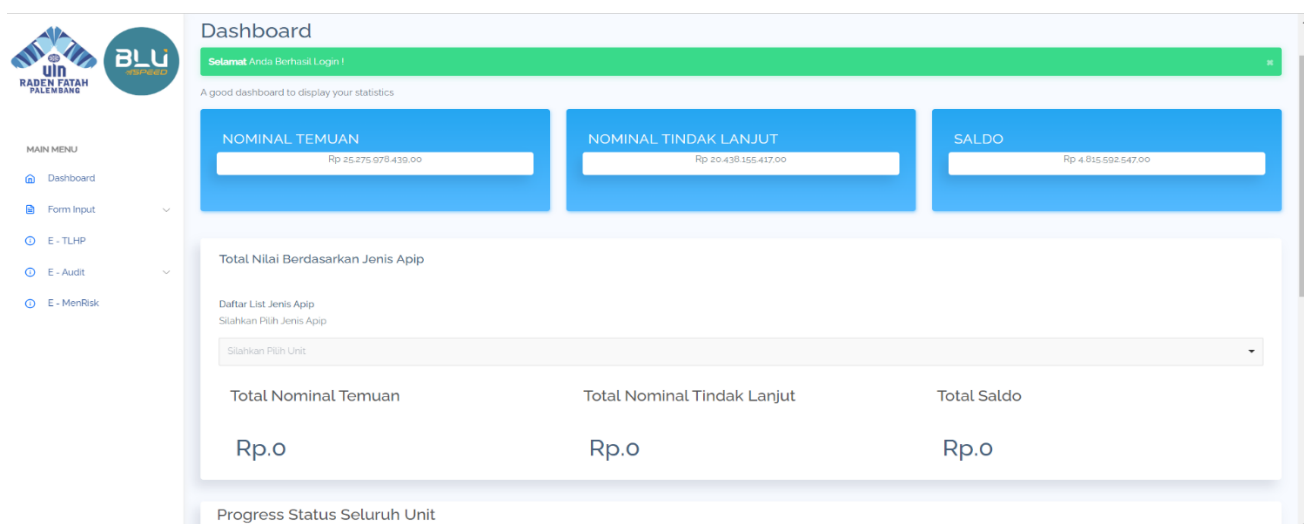 uin
RADEN FATAH
PALEMBANG
BLU
SPEED
MAIN MENU
Dashboard
Form Input
E - TLHP
E - Audit
E - MenRisk
Dashboard
Selamat Anda Berhasil Login !
A good dashboard to display your statistics
NOMINAL TEMUAN
Rp 25.275.978.439,00
NOMINAL TINDAK LANJUT
Rp 20.438.155.417,00
SALDO
Rp 4.815.592.547,00
Total Nilai Berdasarkan Jenis Apip
Daftar List Jenis Apip
Silahkan Pilih Jenis Apip
Silahkan Pilih Unit
Total Nominal Temuan
Total Nominal Tindak Lanjut
Total Saldo
Rp.0
Rp.0
Rp.0
Progress Status Seluruh Unit